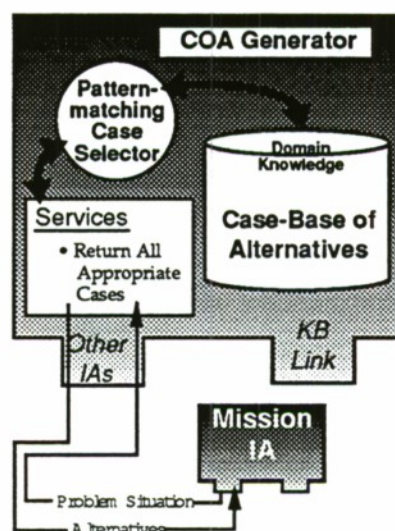 COA Generator
Pattern-
matching
Case
Selector
Domain
Knowledge
Case-Base of
Alternatives
Services
• Return All
Appropriate
Cases
Other
IAs
KB
Link
Mission
IA
Problem Situation
Alternatives